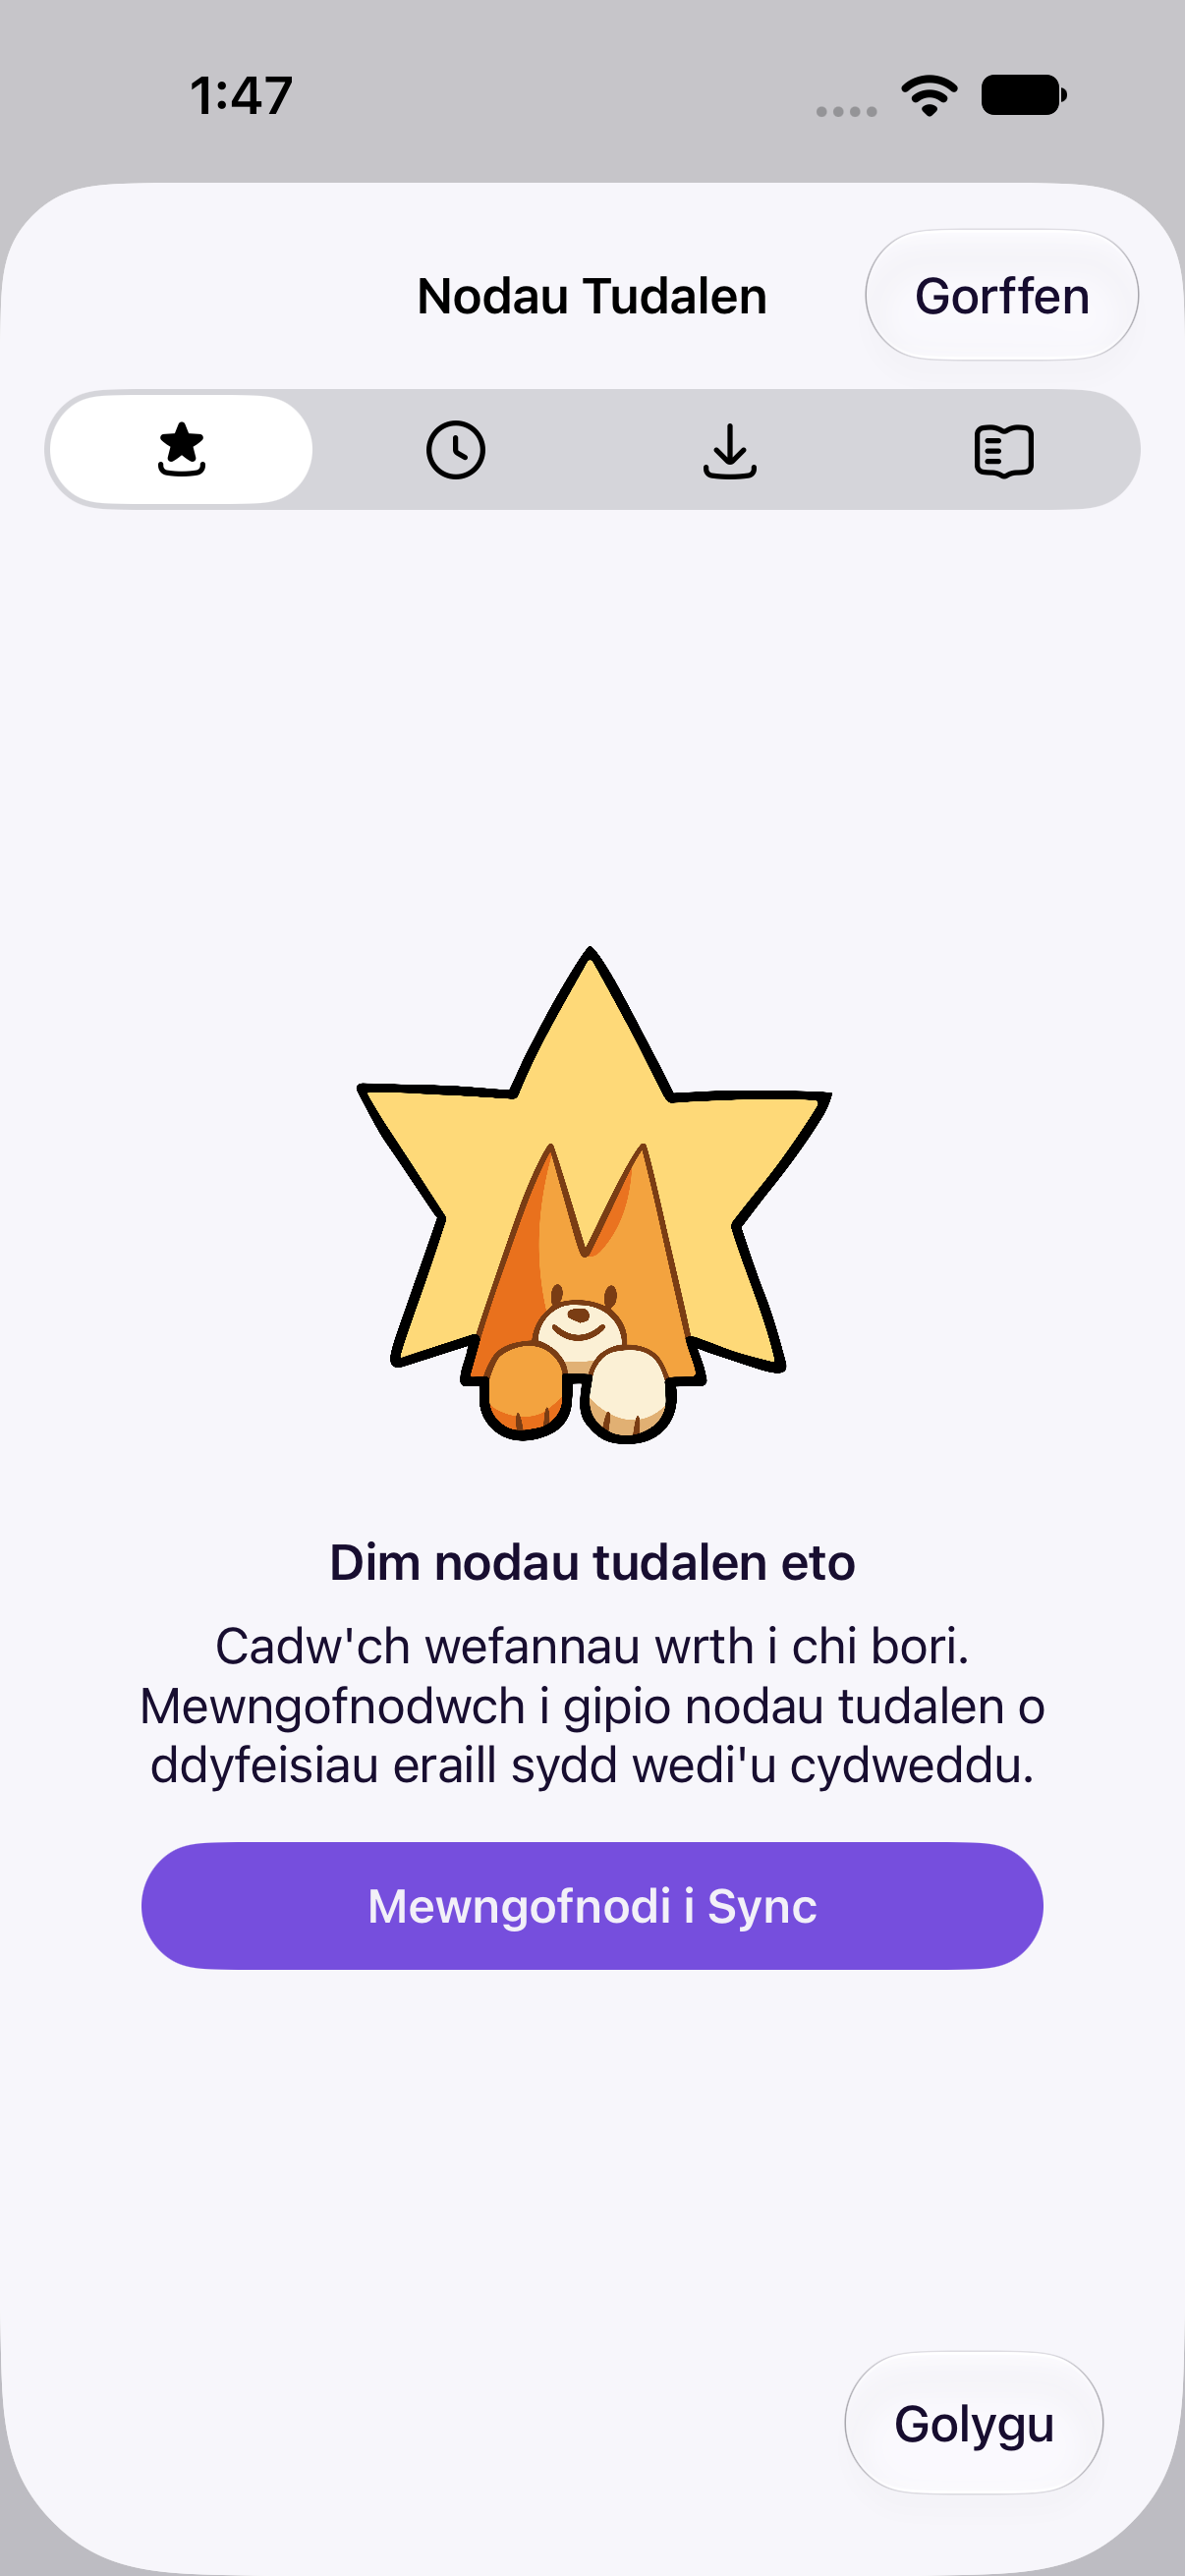 1:47
Nodau Tudalen
Gorffen
Dim nodau tudalen eto
Cadw'ch wefannau wrth i chi bori.
Mewngofnodwch i gipio nodau tudalen o
ddyfeisiau eraill sydd wedi'u cydweddu.
Mewngofnodi i Sync
Golygu